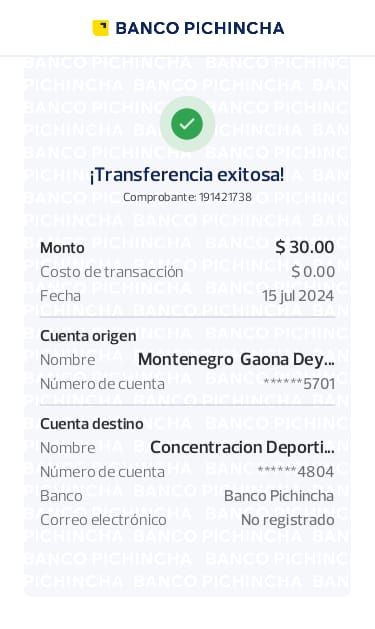 BANCO PICHINCHA
¡Transferencia exitosa!
Comprobante: 191421738
Monto $ 30.00
Costo de transacción $ 0.00
Fecha 15 jul 2024
Cuenta origen
Nombre Montenegro Gaona Dey...
Número de cuenta ******5701
Cuenta destino
Nombre Concentracion Deporti...
Número de cuenta ******4804
Banco Banco Pichincha
Correo electrónico No registrado